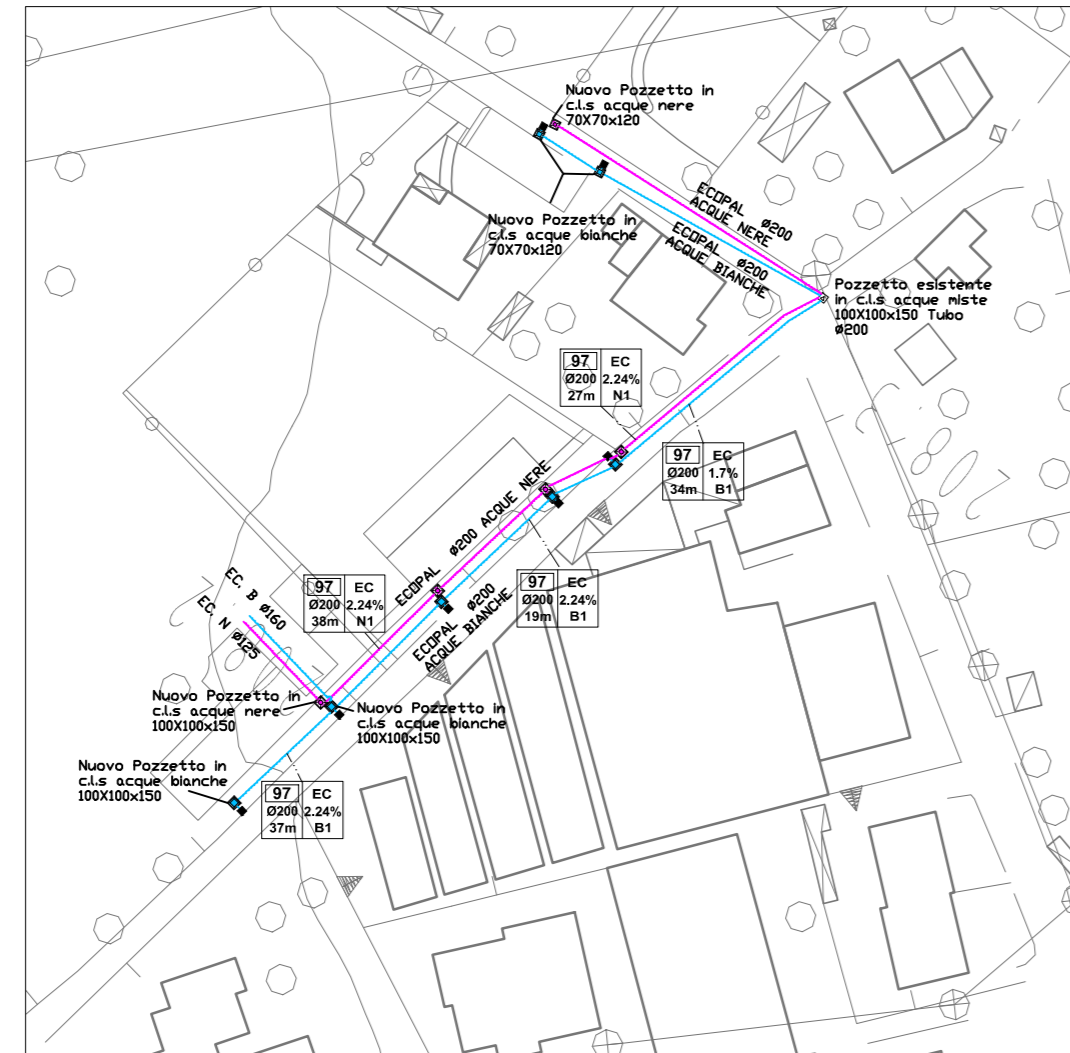 Nuovo Pozzetto in
c.l.s acque nere
70X70x120
Nuovo Pozzetto in
c.l.s acque bianche
70X70x120
ECOPAL Ø200
ACQUE NERE
ECOPAL Ø200
ACQUE BIANCHE
Pozzetto esistente
in c.l.s acque miste
100X100x150 Tubo
Ø200
97 EC
Ø200 2.24%
27m N1
97 EC
Ø200 1.7%
34m B1
ECOPAL Ø200 ACQUE NERE
97 EC
Ø200 2.24%
38m N1
97 EC
Ø200 2.24%
19m B1
ECOPAL Ø200
ACQUE BIANCHE
EC. B Ø160
EC. N Ø125
Nuovo Pozzetto in
c.l.s acque nere
100X100x150
Nuovo Pozzetto in
c.l.s acque bianche
100X100x150
Nuovo Pozzetto in
c.l.s acque bianche
100X100x150
97 EC
Ø200 2.24%
37m B1